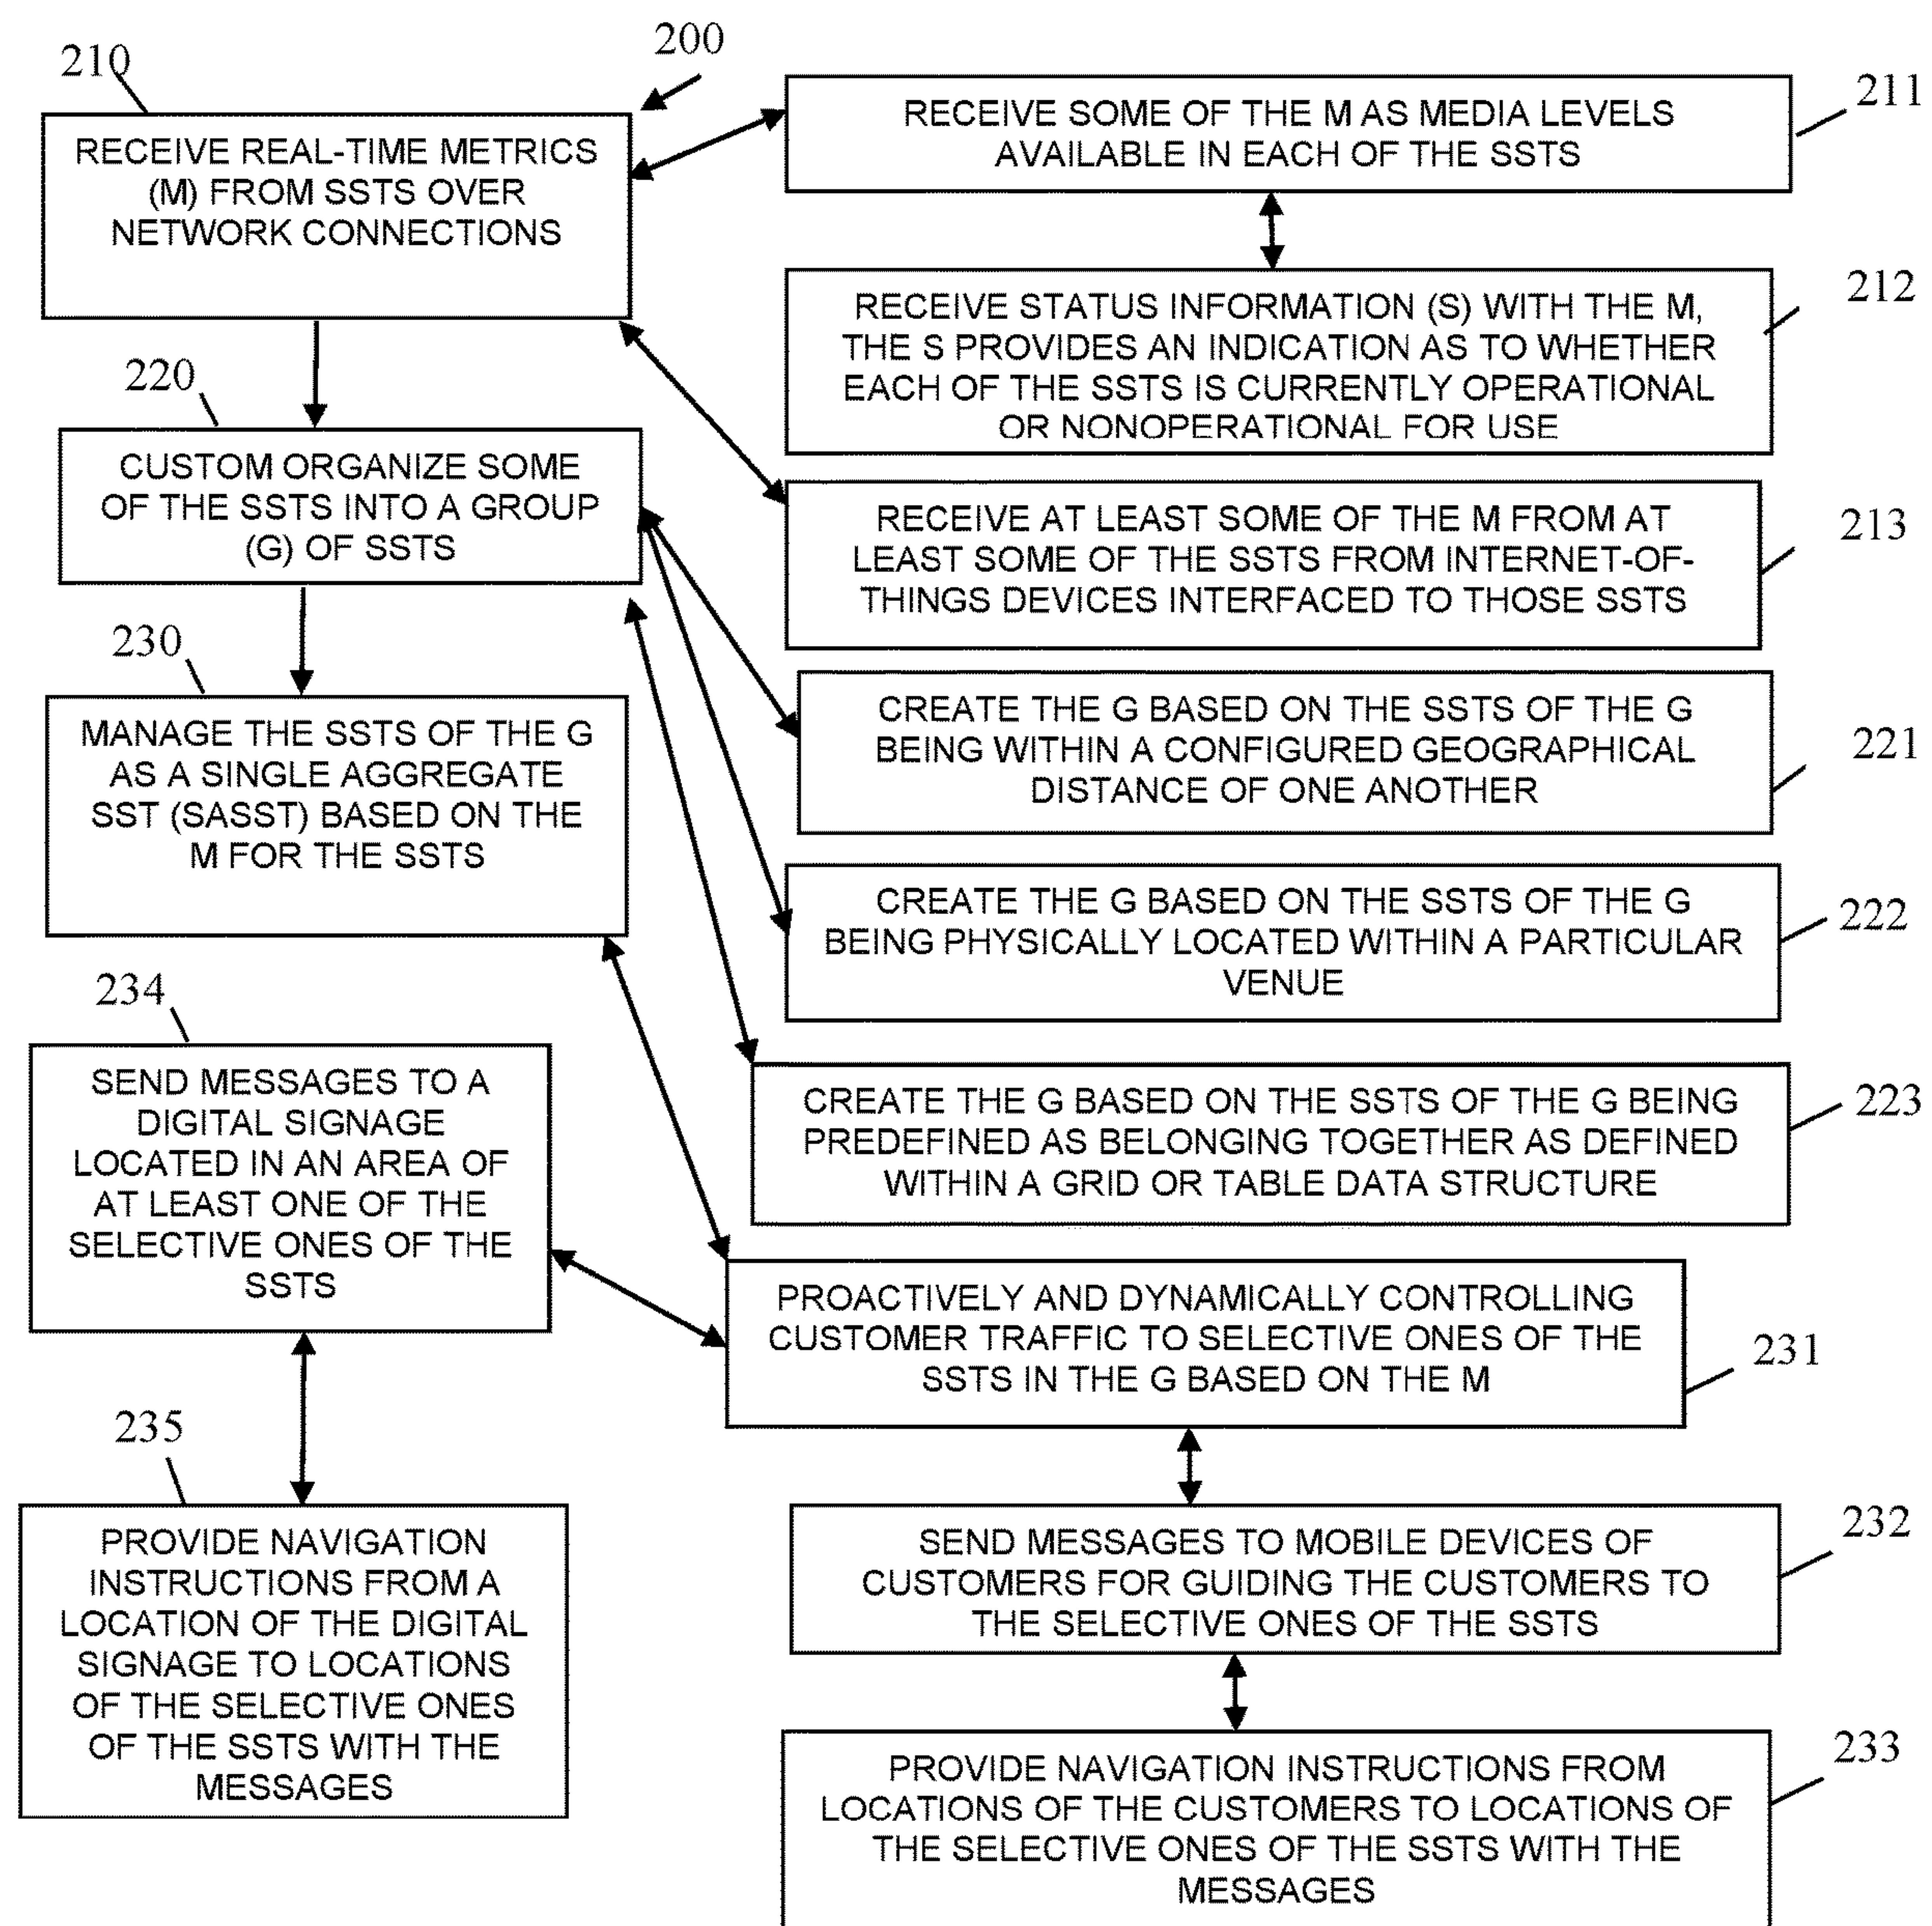 200
210
RECEIVE REAL-TIME METRICS
(M) FROM SSTS OVER
NETWORK CONNECTIONS
211
RECEIVE SOME OF THE M AS MEDIA LEVELS
AVAILABLE IN EACH OF THE SSTS
212
RECEIVE STATUS INFORMATION (S) WITH THE M,
THE S PROVIDES AN INDICATION AS TO WHETHER
EACH OF THE SSTS IS CURRENTLY OPERATIONAL
OR NONOPERATIONAL FOR USE
213
RECEIVE AT LEAST SOME OF THE M FROM AT
LEAST SOME OF THE SSTS FROM INTERNET-OF-
THINGS DEVICES INTERFACED TO THOSE SSTS
220
CUSTOM ORGANIZE SOME
OF THE SSTS INTO A GROUP
(G) OF SSTS
221
CREATE THE G BASED ON THE SSTS OF THE G
BEING WITHIN A CONFIGURED GEOGRAPHICAL
DISTANCE OF ONE ANOTHER
222
CREATE THE G BASED ON THE SSTS OF THE G
BEING PHYSICALLY LOCATED WITHIN A PARTICULAR
VENUE
223
CREATE THE G BASED ON THE SSTS OF THE G BEING
PREDEFINED AS BELONGING TOGETHER AS DEFINED
WITHIN A GRID OR TABLE DATA STRUCTURE
230
MANAGE THE SSTS OF THE G
AS A SINGLE AGGREGATE
SST (SASST) BASED ON THE
M FOR THE SSTS
231
PROACTIVELY AND DYNAMICALLY CONTROLLING
CUSTOMER TRAFFIC TO SELECTIVE ONES OF THE
SSTS IN THE G BASED ON THE M
232
SEND MESSAGES TO MOBILE DEVICES OF
CUSTOMERS FOR GUIDING THE CUSTOMERS TO
THE SELECTIVE ONES OF THE SSTS
233
PROVIDE NAVIGATION INSTRUCTIONS FROM
LOCATIONS OF THE CUSTOMERS TO LOCATIONS OF
THE SELECTIVE ONES OF THE SSTS WITH THE
MESSAGES
234
SEND MESSAGES TO A
DIGITAL SIGNAGE
LOCATED IN AN AREA OF
AT LEAST ONE OF THE
SELECTIVE ONES OF THE
SSTS
235
PROVIDE NAVIGATION
INSTRUCTIONS FROM A
LOCATION OF THE DIGITAL
SIGNAGE TO LOCATIONS
OF THE SELECTIVE ONES
OF THE SSTS WITH THE
MESSAGES